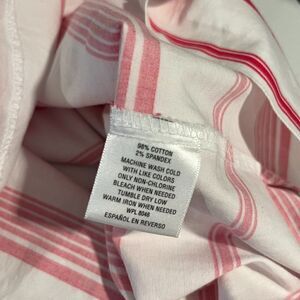 98% COTTON
2% SPANDEX
MACHINE WASH COLD
WITH LIKE COLORS
ONLY NON-CHLORINE
BLEACH WHEN NEEDED
TUMBLE DRY LOW
WARM IRON WHEN NEEDED
WPL 8046
ESPAÑOL EN REVERSO